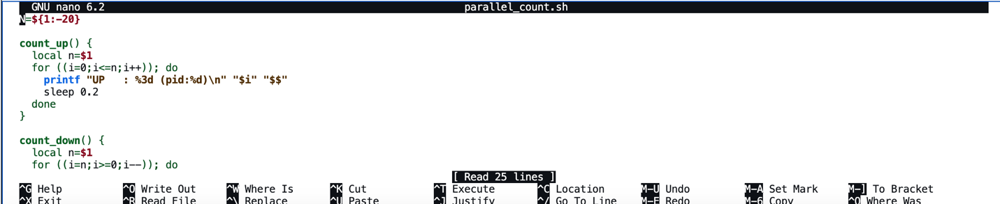 GNU nano 6.2 parallel_count.sh
N=${1:-20}
count_up() {
local n=$1
for ((i=0;i<=n;i++)); do
printf "UP   : %3d (pid:%d)\n" "$i" "$$"
sleep 0.2
done
}
count_down() {
local n=$1
for ((i=n;i>=0;i--)); do
[ Read 25 lines ]
^G Help ^O Write Out ^W Where Is ^K Cut ^T Execute ^C Location M-U Undo M-A Set Mark M-] To Bracket
^X Exit ^R Read File ^\ Replace ^U Paste ^J Justify ^/ Go To Line M-E Redo M-6 Copy ^Q Where Was